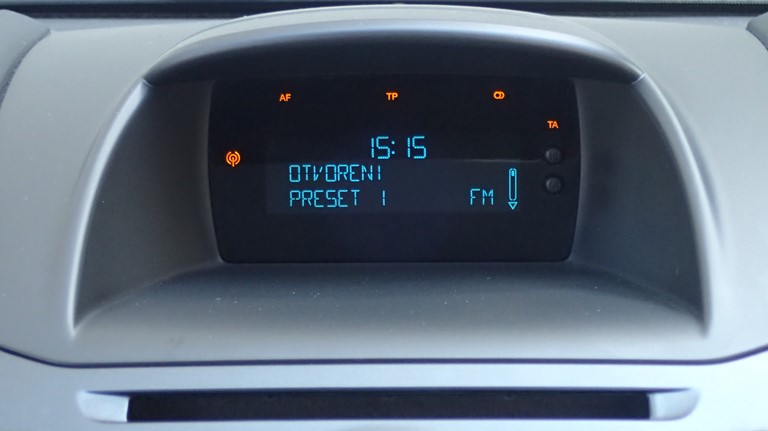 AF TP
TA
15:15
OTVORENI
PRESET 1 FM